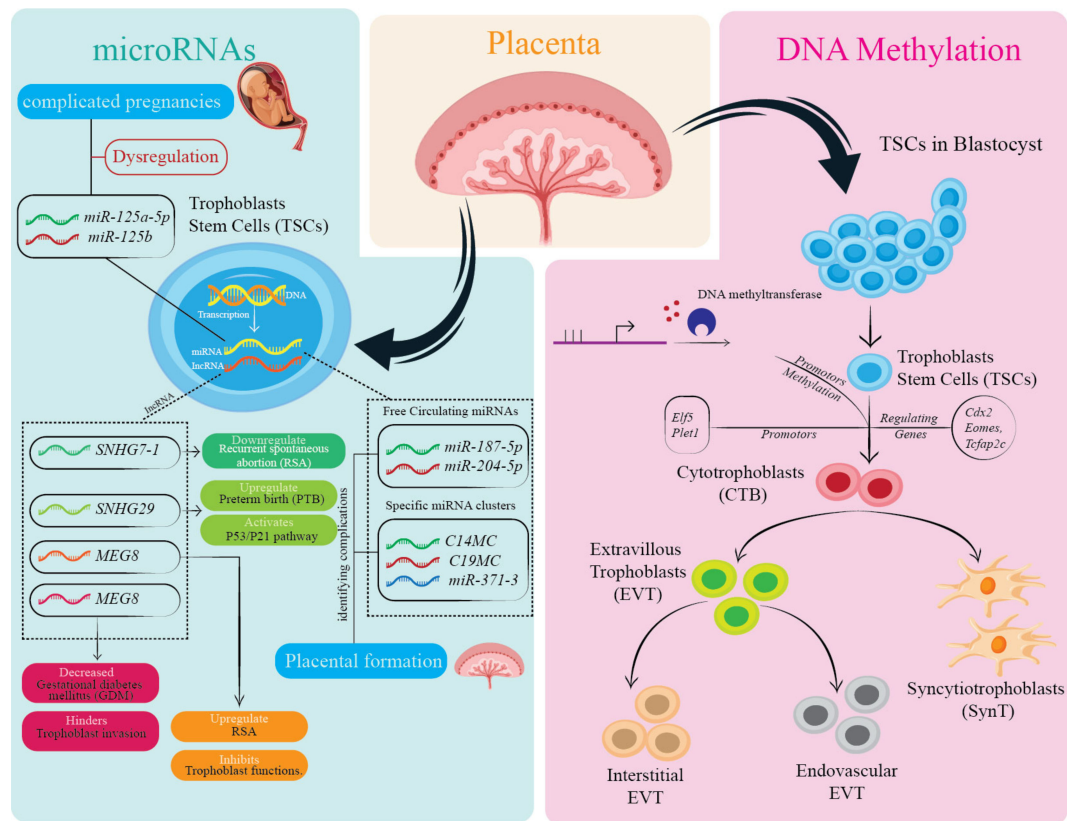 microRNAs
complicated pregnancies
Dysregulation
miR-125a-5p
miR-125b
Trophoblasts
Stem Cells (TSCs)
DNA
Transcription
miRNA
lncRNA
lncRNA
SNHG7-1
Downregulate
Recurrent spontaneous
abortion (RSA)
SNHG29
Upregulate
Preterm birth (PTB)
Activates
P53/P21 pathway
MEG8
MEG8
Decreased
Gestational diabetes
mellitus (GDM)
Hinders
Trophoblast invasion
Upregulate
RSA
Inhibits
Trophoblast functions.
Free Circulating miRNAs
miR-187-5p
miR-204-5p
Specific miRNA clusters
C14MC
C19MC
miR-371-3
identifying complications
Placental formation
Placenta
DNA Methylation
TSCs in Blastocyst
DNA methyltransferase
Trophoblasts
Stem Cells (TSCs)
Promotors
Methylation
Elf5
Plet1
Promotors
Regulating
Genes
Cdx2
Eomes,
Tcfap2c
Cytotrophoblasts
(CTB)
Extravillous
Trophoblasts
(EVT)
Syncytiotrophoblasts
(SynT)
Interstitial
EVT
Endovascular
EVT